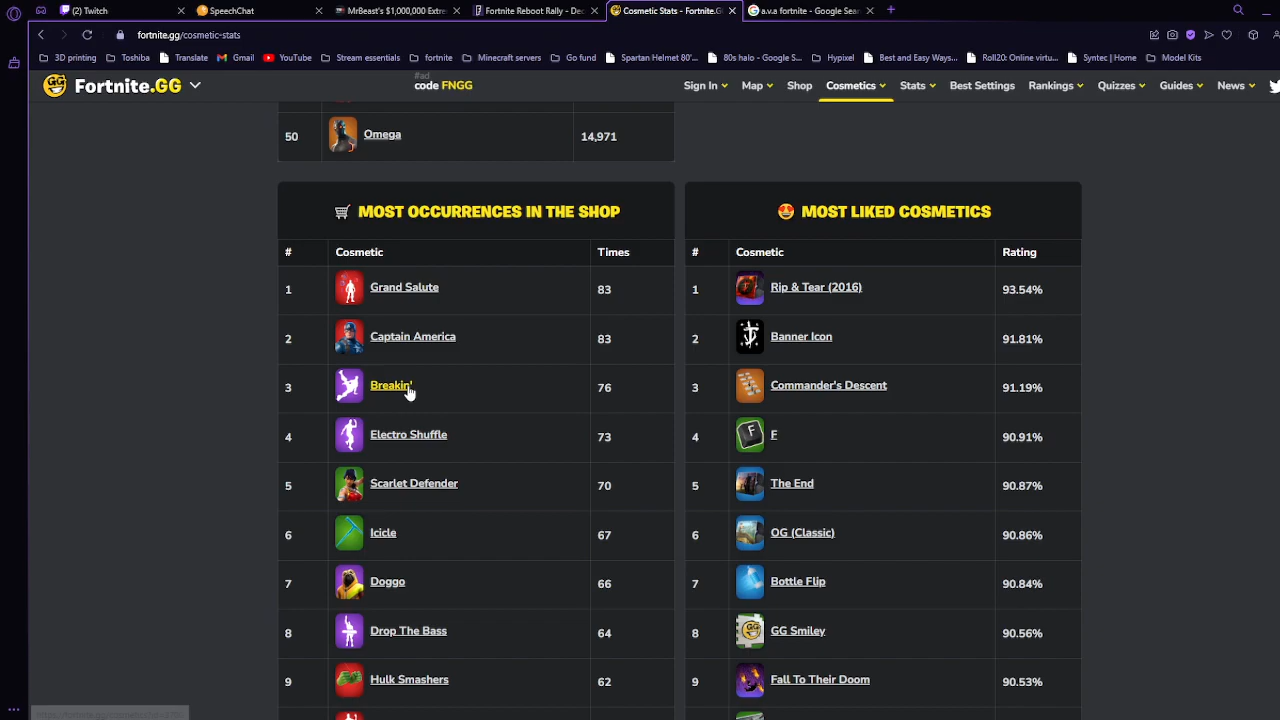 Twitch
SpeechChat
MrBeast's $1,000,000 Extre
Fortnite Reboot Rally - Dec
Cosmetic Stats - Fortnite.G
a.v.a fortnite - Google Sear
fortnite.gg/cosmetic-stats
3D printing
Toshiba
Translate
Gmail
YouTube
Stream essentials
fortnite
Minecraft servers
Go fund
Spartan Helmet 80'...
80s halo - Google S...
Hypixel
Best and Easy Ways...
Roll20: Online virtu...
Syntec | Home
Model Kits
Fortnite.GG
#ad
code FNGG
Sign In
Map
Shop
Cosmetics
Stats
Best Settings
Rankings
Quizzes
Guides
News
50 Omega 14,971
MOST OCCURRENCES IN THE SHOP
# Cosmetic Times
1 Grand Salute 83
2 Captain America 83
3 Breakin' 76
4 Electro Shuffle 73
5 Scarlet Defender 70
6 Icicle 67
7 Doggo 66
8 Drop The Bass 64
9 Hulk Smashers 62
MOST LIKED COSMETICS
# Cosmetic Rating
1 Rip & Tear (2016) 93.54%
2 Banner Icon 91.81%
3 Commander's Descent 91.19%
4 F 90.91%
5 The End 90.87%
6 OG (Classic) 90.86%
7 Bottle Flip 90.84%
8 GG Smiley 90.56%
9 Fall To Their Doom 90.53%